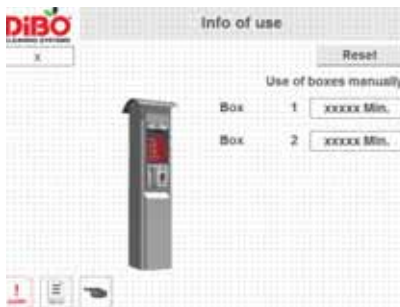 DiBO
CLEANING SYSTEMS
Info of use
x
Reset
Use of boxes manually
Box 1 xxxxx Min.
Box 2 xxxxx Min.